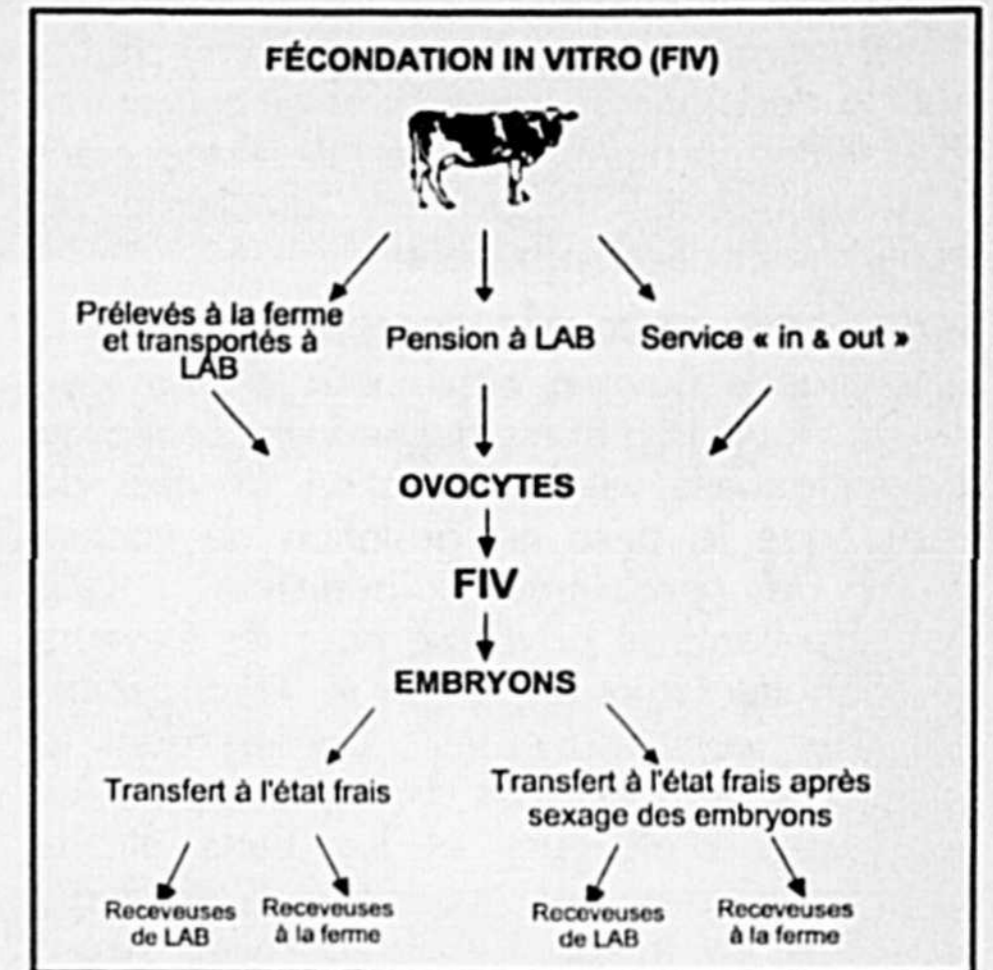 FÉCONDATION IN VITRO (FIV)
Prélevés à la ferme
et transportés à
LAB
Pension à LAB
Service « in & out »
OVOCYTES
FIV
EMBRYONS
Transfert à l'état frais
Transfert à l'état frais après
sexage des embryons
Receveuses
de LAB
Receveuses
à la ferme
Receveuses
de LAB
Receveuses
à la ferme